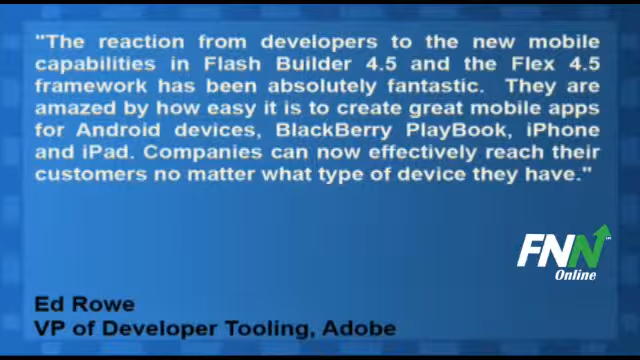 "The reaction from developers to the new mobile
capabilities in Flash Builder 4.5 and the Flex 4.5
framework has been absolutely fantastic. They are
amazed by how easy it is to create great mobile apps
for Android devices, BlackBerry PlayBook, iPhone
and iPad. Companies can now effectively reach their
customers no matter what type of device they have."
FNN
Online
Ed Rowe
VP of Developer Tooling, Adobe